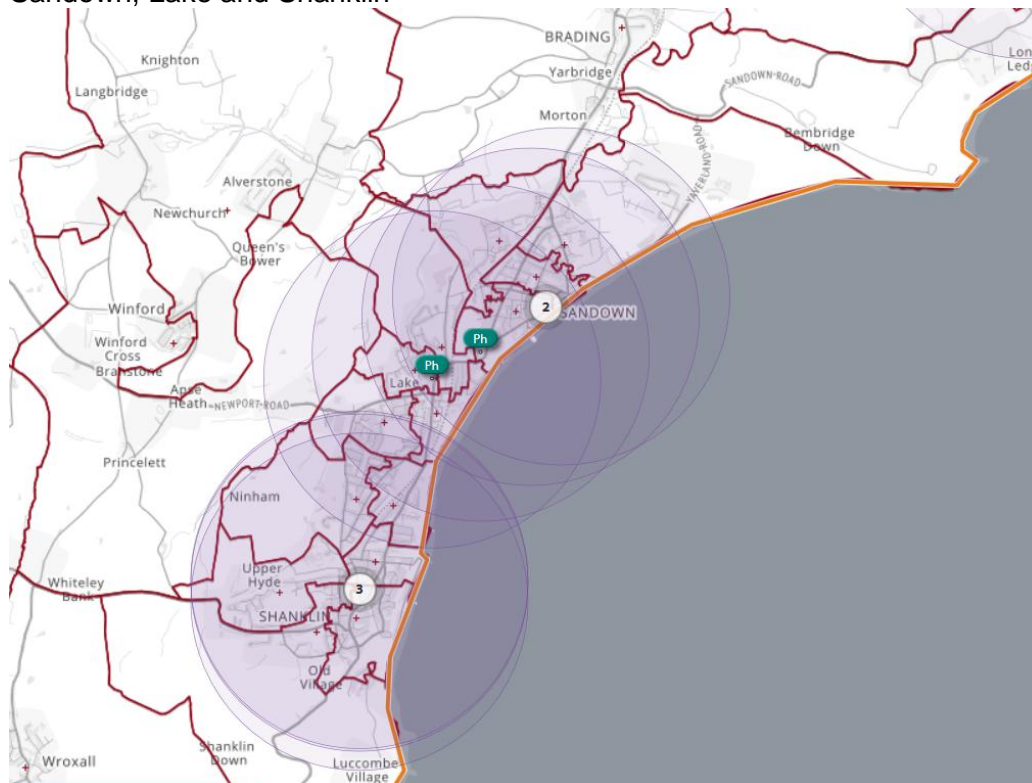 Sandown, Lake and Shanklin
BRADING
Knighton
Yarbridge
Langbridge
SANDOWN-ROAD
Morton
Bembridge
Down
YAVERLAND-ROAD
Alverstone
Newchurch
Queen's
Bower
Winford
2
SANDOWN
Ph
Winford
Cross
Branstone
Ph
Lake
Apse
Heath
NEWPORT-ROAD
Princelett
Ninham
Upper
Hyde
Whiteley
Bank
3
SHANKLIN
Old
Village
Shanklin
Down
Wroxall
Luccombe
Village